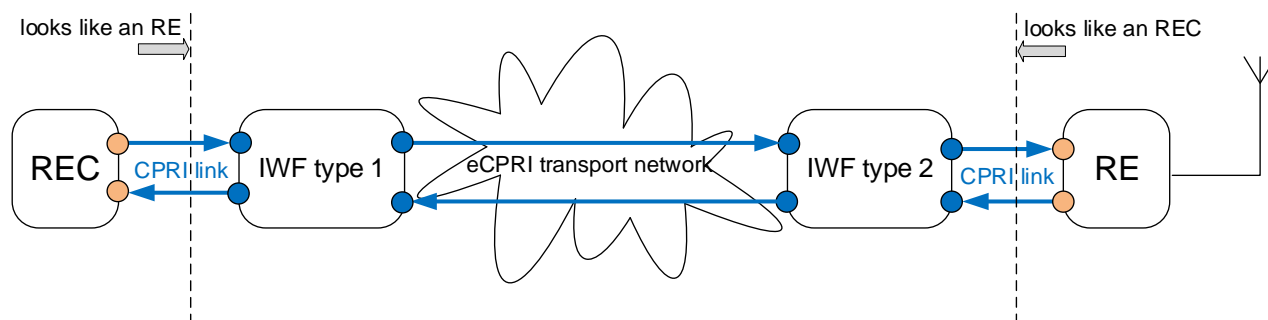 looks like an RE
looks like an REC
REC
CPRI link
IWF type 1
eCPRI transport network
IWF type 2
CPRI link
RE